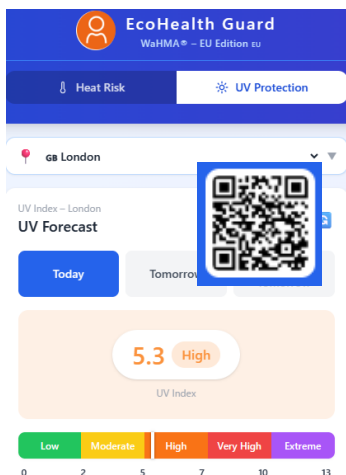 EcoHealth Guard
WaHMA® – EU Edition EU
Heat Risk
UV Protection
GB London
UV Index – London
UV Forecast
Today
5.3 High
UV Index
Low Moderate High Very High Extreme
0 2 5 7 10 13